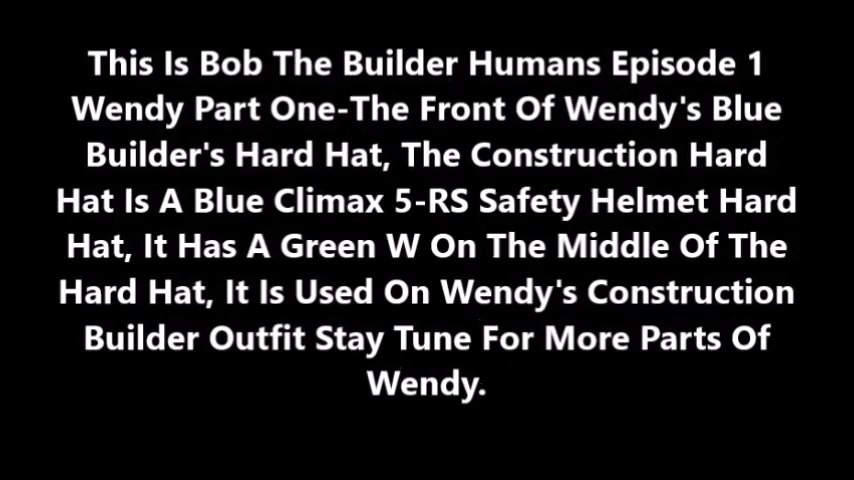 This Is Bob The Builder Humans Episode 1
Wendy Part One-The Front Of Wendy's Blue
Builder's Hard Hat, The Construction Hard
Hat Is A Blue Climax 5-RS Safety Helmet Hard
Hat, It Has A Green W On The Middle Of The
Hard Hat, It Is Used On Wendy's Construction
Builder Outfit Stay Tune For More Parts Of
Wendy.